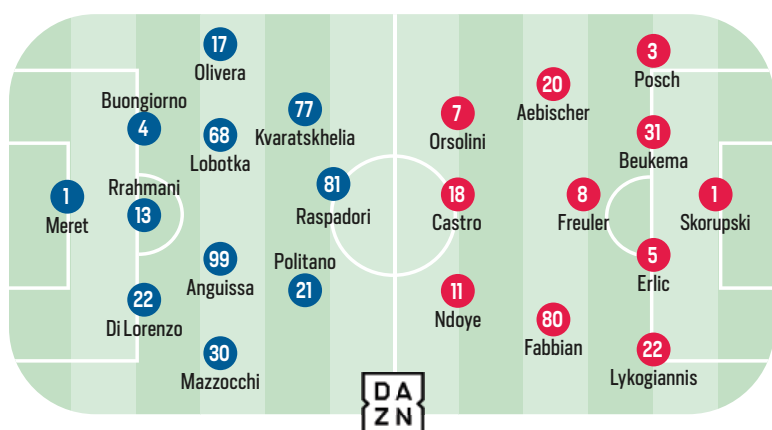 1
Meret
Buongiorno
4
Rrahmani
13
22
Di Lorenzo
17
Olivera
68
Lobotka
99
Anguissa
30
Mazzocchi
77
Kvaratskhelia
81
Raspadori
Politano
21
7
Orsolini
18
Castro
11
Ndoye
20
Aebischer
8
Freuler
80
Fabbian
3
Posch
31
Beukema
5
Erlic
22
Lykogiannis
1
Skorupski
DA
ZN